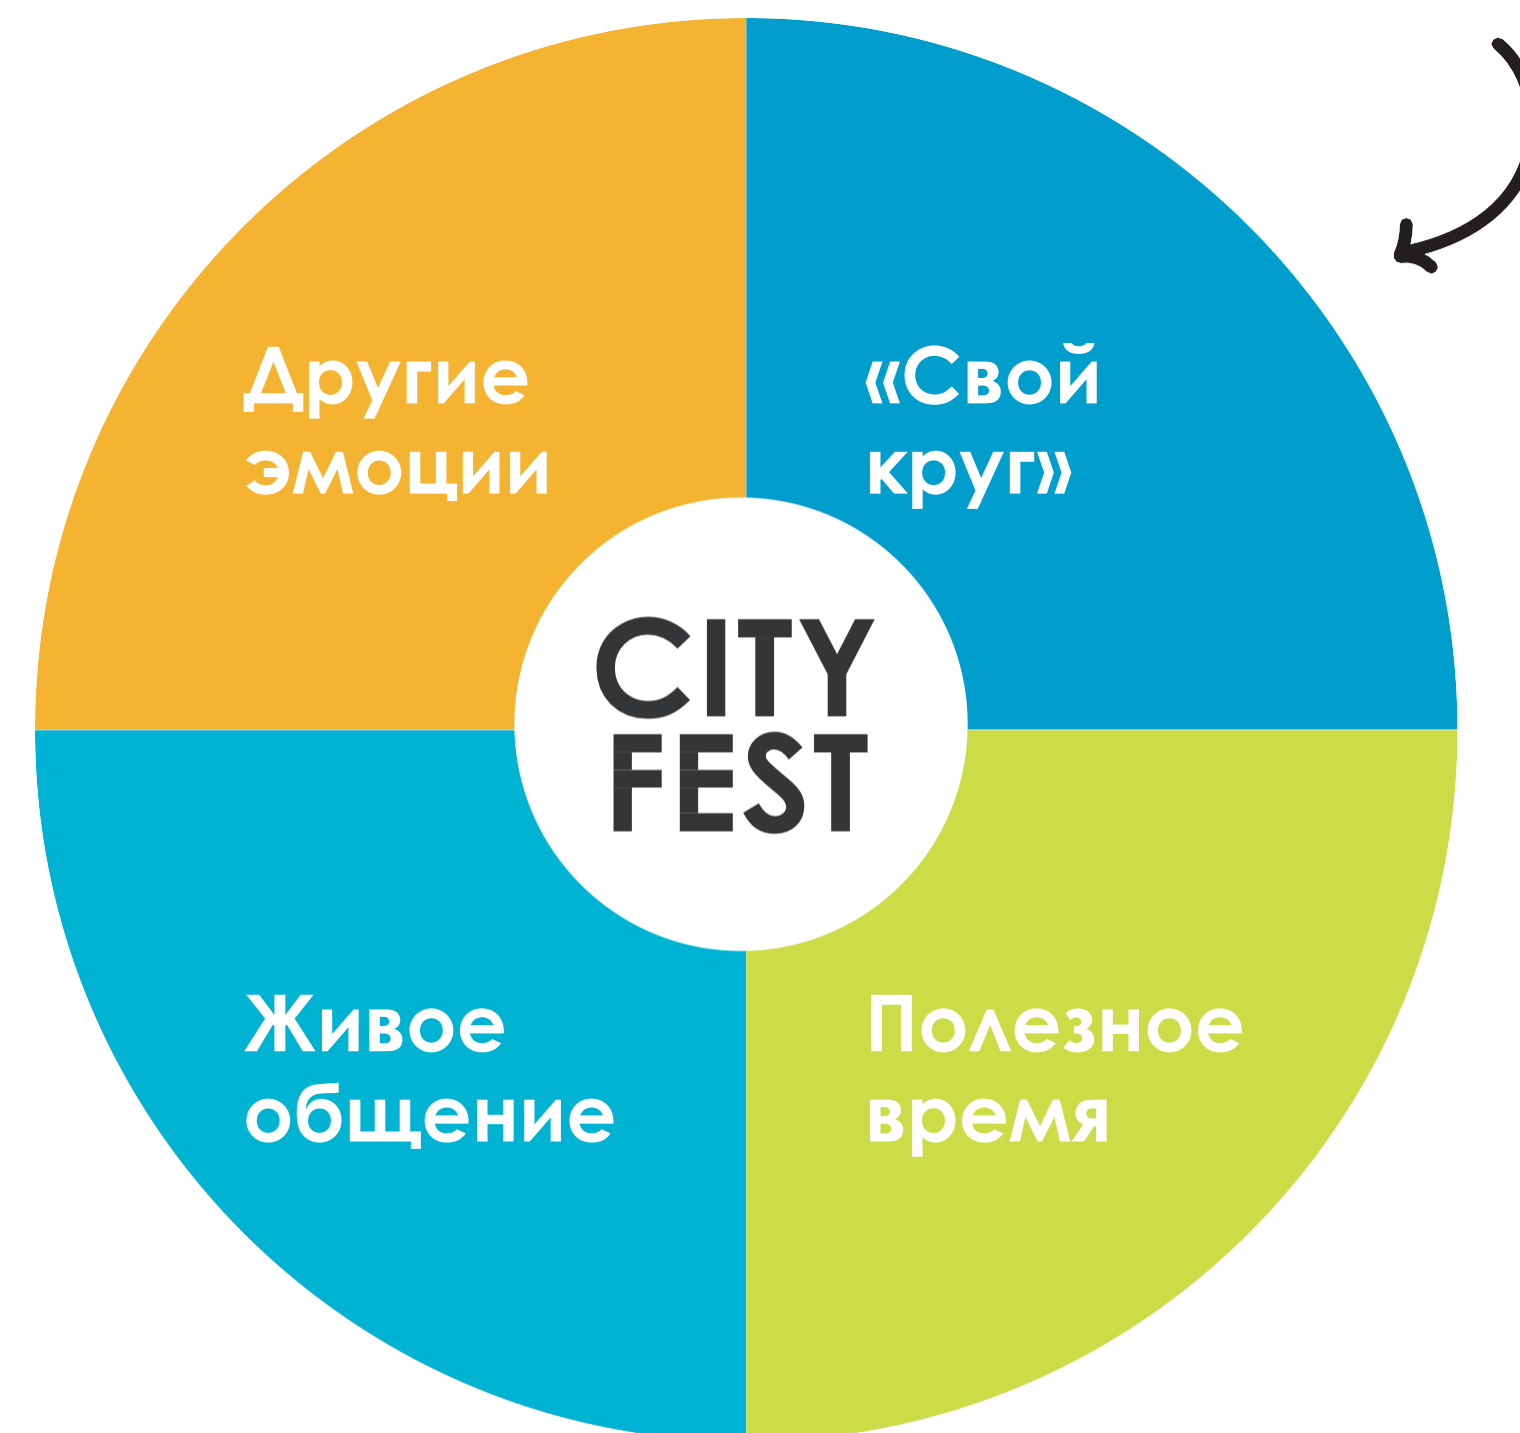 Другие
эмоции
«Свой
круг»
CITY
FEST
Живое
общение
Полезное
время